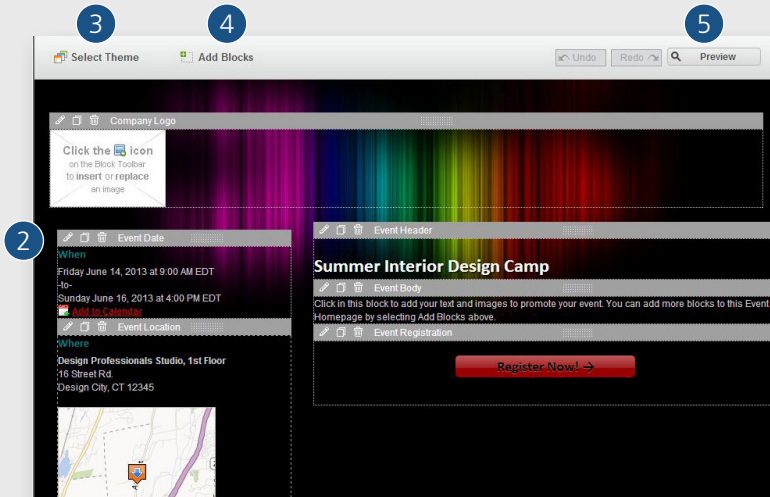 3
4
5
Select Theme
Add Blocks
Undo
Redo
Preview
Company Logo
Click the icon
on the Block Toolbar
to insert or replace
an image
2
Event Date
When
Friday June 14, 2013 at 9:00 AM EDT
-to-
Sunday June 16, 2013 at 4:00 PM EDT
Add to Calendar
Event Location
Where
Design Professionals Studio, 1st Floor
16 Street Rd.
Design City, CT 12345
Event Header
Summer Interior Design Camp
Event Body
Click in this block to add your text and images to promote your event. You can add more blocks to this Event
Homepage by selecting Add Blocks above.
Event Registration
Register Now! →